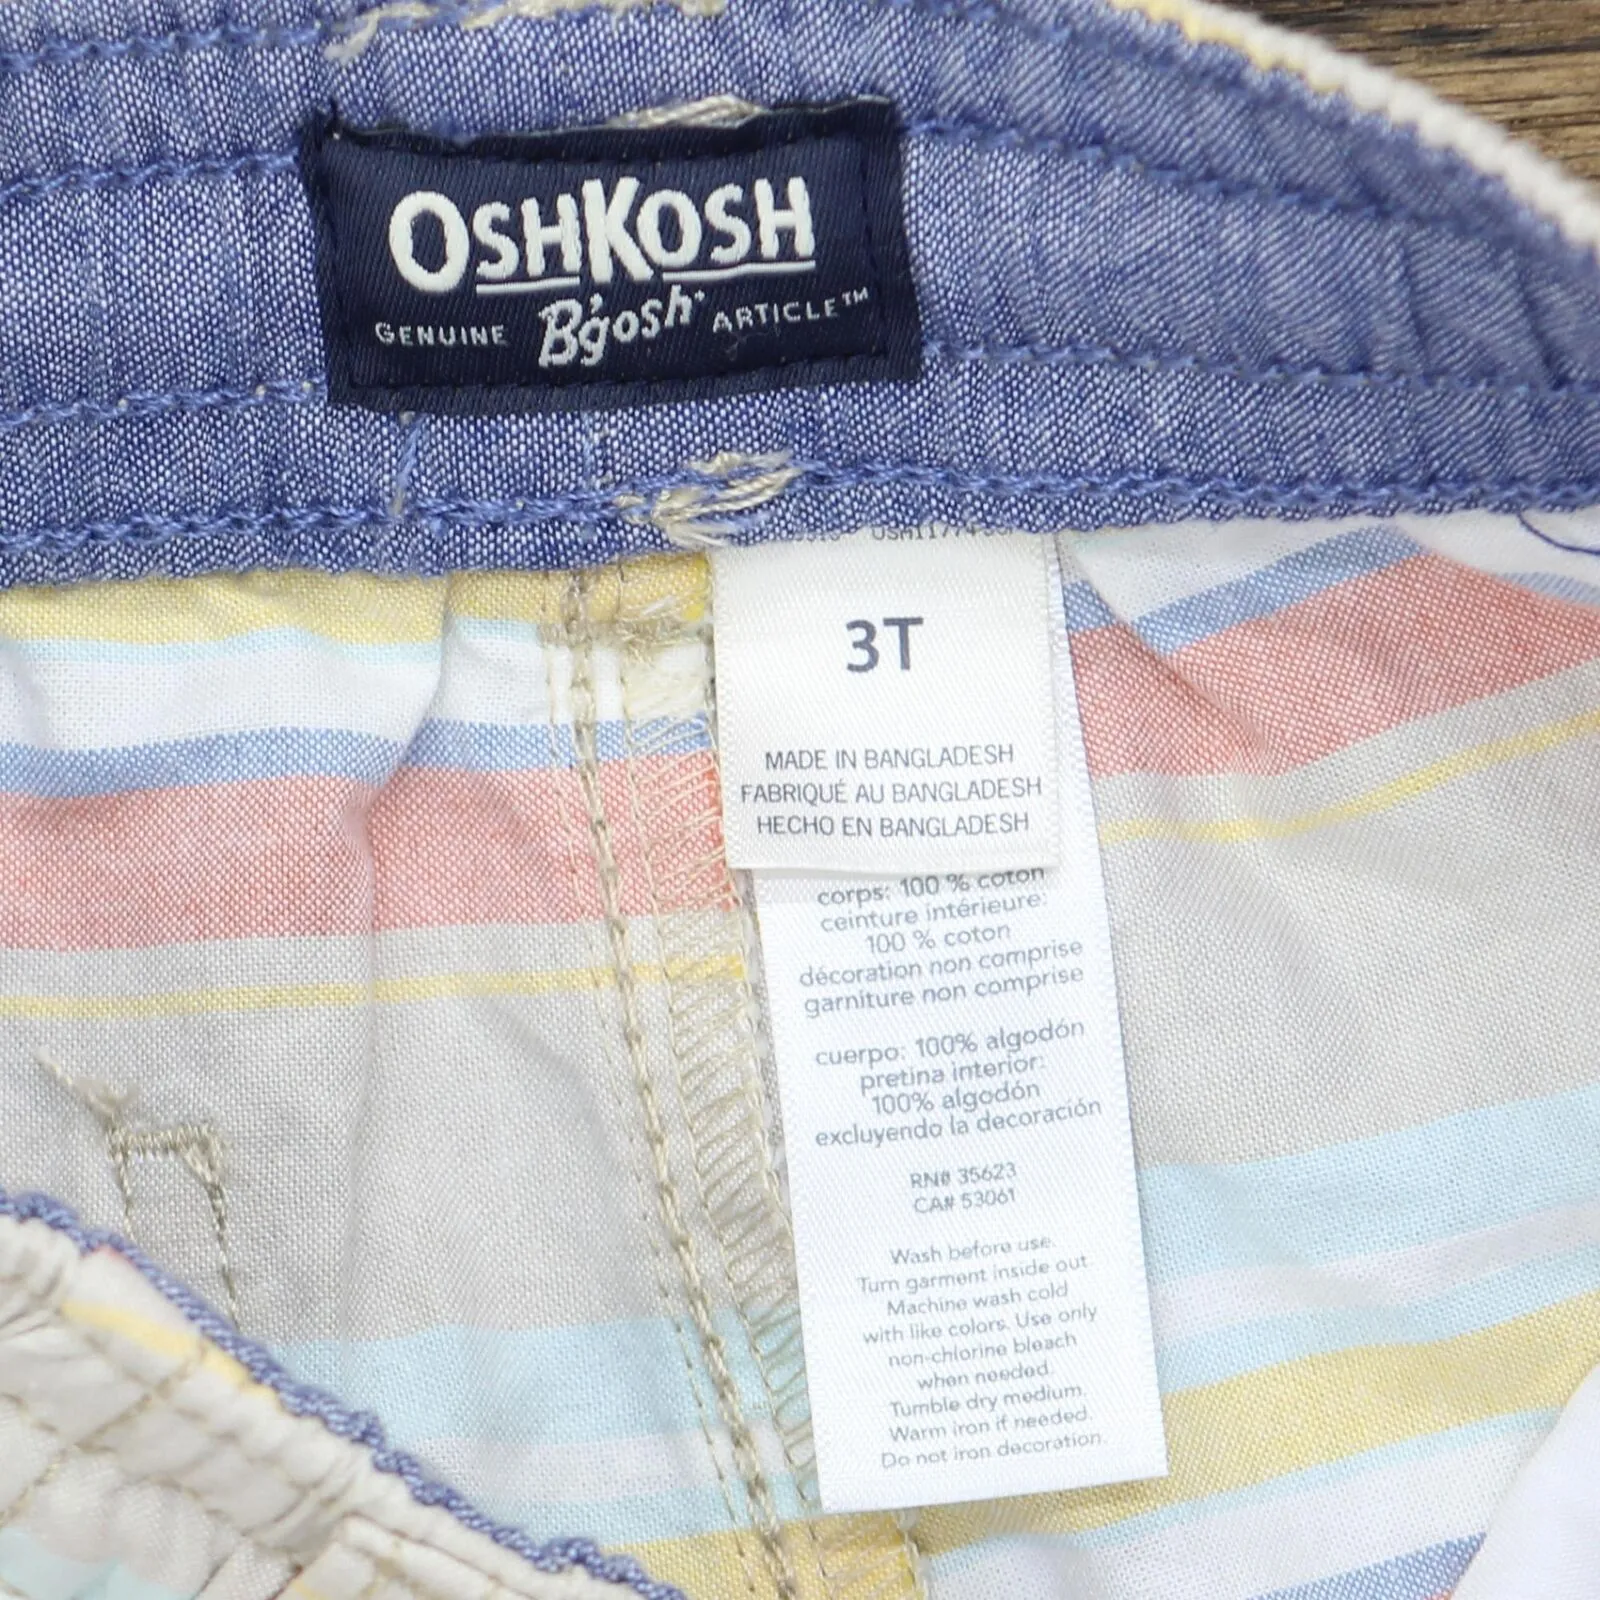 OSHKOSH
GENUINE B'gosh ARTICLE™
3T
MADE IN BANGLADESH
FABRIQUÉ AU BANGLADESH
HECHO EN BANGLADESH
corps: 100 % coton
ceinture intérieure:
100 % coton
décoration non comprise
garniture non comprise
cuerpo: 100% algodón
pretina interior:
100% algodón
excluyendo la decoración
RN# 35623
CA# 53061
Wash before use.
Turn garment inside out.
Machine wash cold
with like colors. Use only
non-chlorine bleach
when needed.
Tumble dry medium.
Warm iron if needed.
Do not iron decoration.